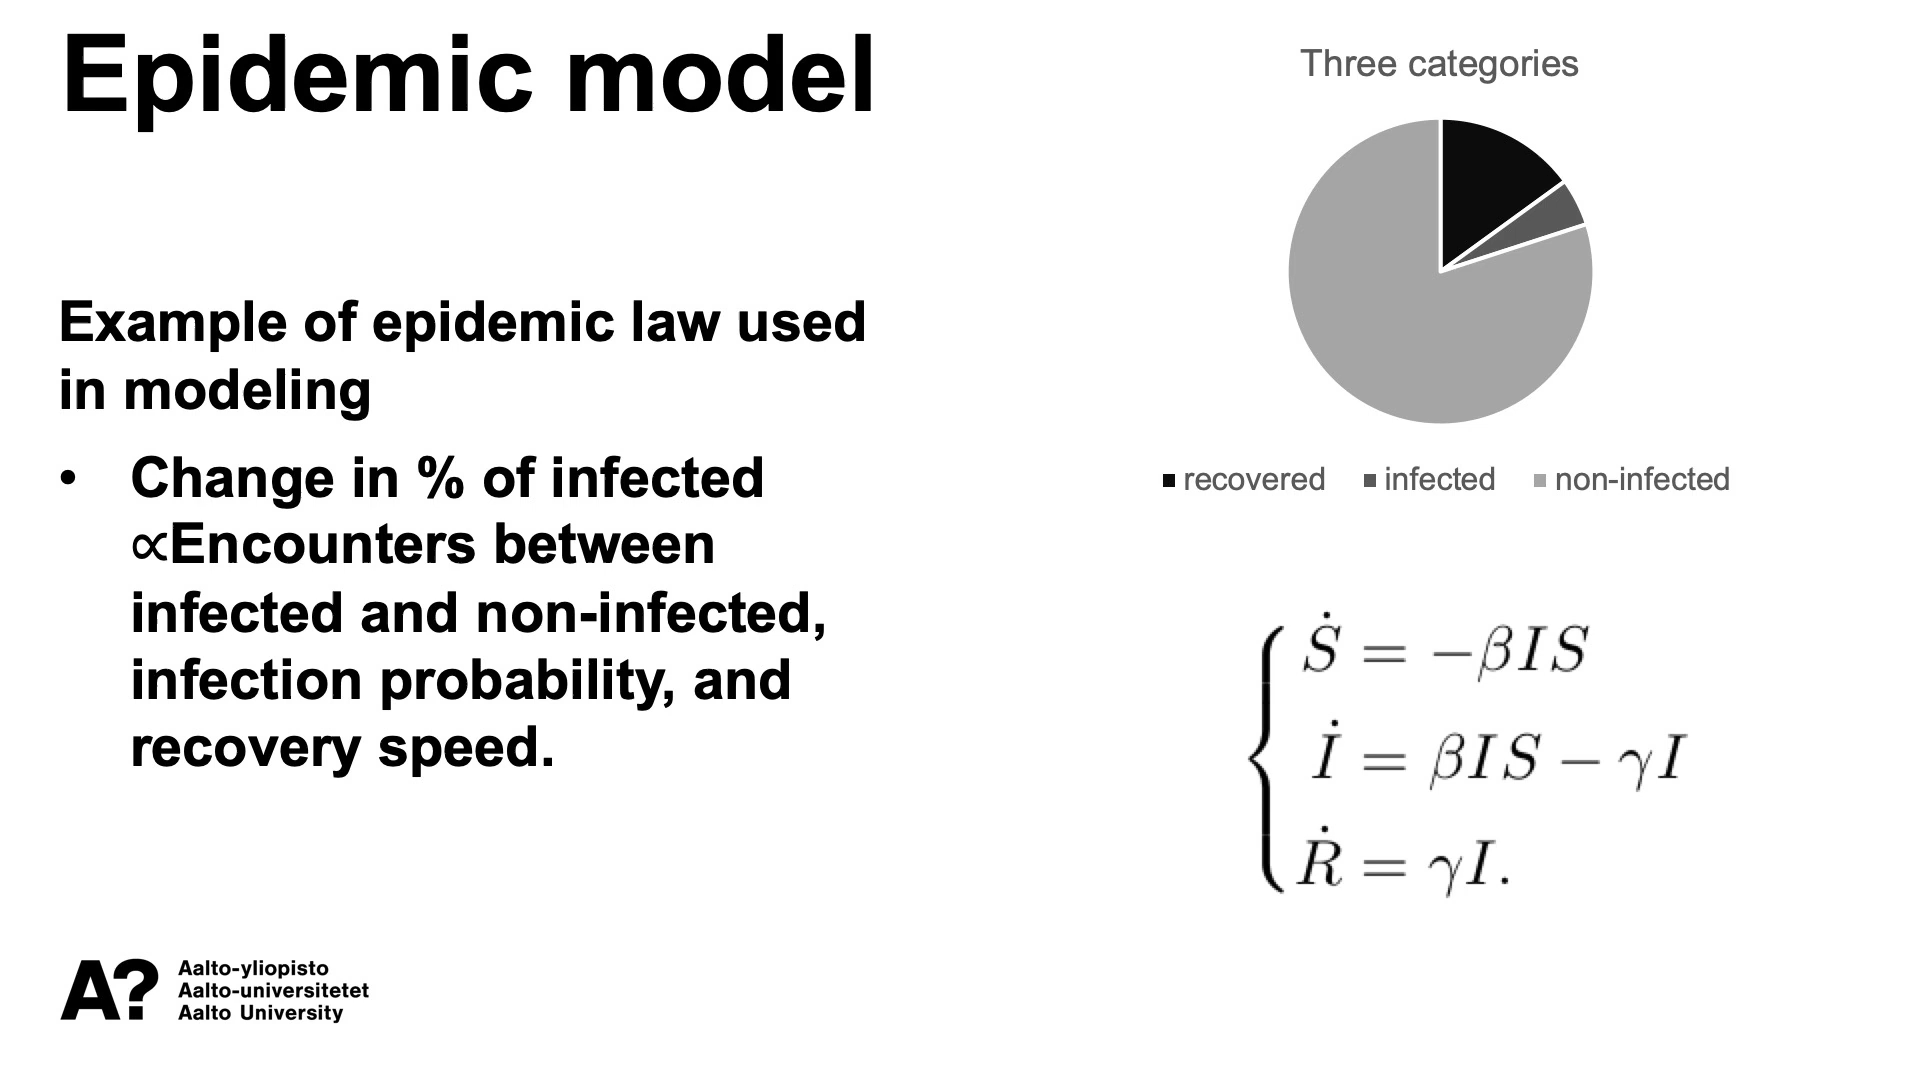 Epidemic model
Example of epidemic law used
in modeling
• Change in % of infected
∝Encounters between
infected and non-infected,
infection probability, and
recovery speed.
Three categories
recovered infected non-infected
Ṡ = −βIS
İ = βIS − γI
Ṙ = γI.
A?
Aalto-yliopisto
Aalto-universitetet
Aalto University